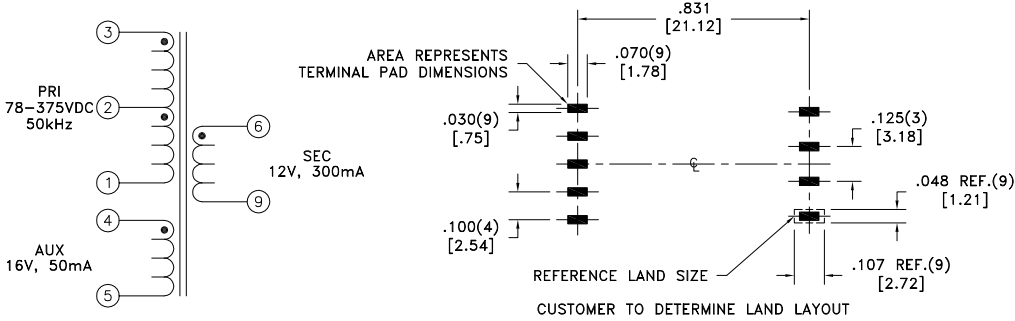 3
PRI
78-375VDC
50kHz
2
1
4
AUX
16V, 50mA
5
6
SEC
12V, 300mA
9
.831
[21.12]
AREA REPRESENTS
TERMINAL PAD DIMENSIONS
.070(9)
[1.78]
.030(9)
[.75]
.125(3)
[3.18]
℄
.048 REF.(9)
[1.21]
.100(4)
[2.54]
REFERENCE LAND SIZE
.107 REF.(9)
[2.72]
CUSTOMER TO DETERMINE LAND LAYOUT